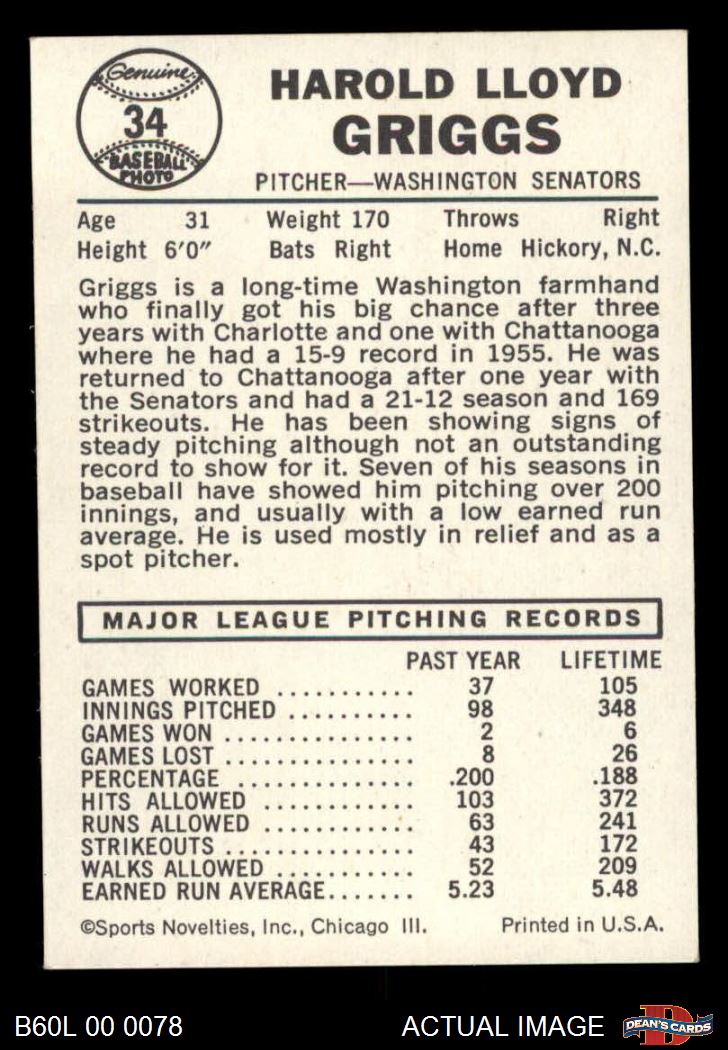 Genuine
34
BASEBALL
PHOTO
HAROLD LLOYD
GRIGGS
PITCHER—WASHINGTON SENATORS
Age 31 Weight 170 Throws Right
Height 6'0" Bats Right Home Hickory, N.C.
Griggs is a long-time Washington farmhand
who finally got his big chance after three
years with Charlotte and one with Chattanooga
where he had a 15-9 record in 1955. He was
returned to Chattanooga after one year with
the Senators and had a 21-12 season and 169
strikeouts. He has been showing signs of
steady pitching although not an outstanding
record to show for it. Seven of his seasons in
baseball have showed him pitching over 200
innings, and usually with a low earned run
average. He is used mostly in relief and as a
spot pitcher.
MAJOR LEAGUE PITCHING RECORDS
PAST YEAR LIFETIME
GAMES WORKED ............ 37 105
INNINGS PITCHED ........... 98 348
GAMES WON ................ 2 6
GAMES LOST ................ 8 26
PERCENTAGE ............... .200 .188
HITS ALLOWED ............. 103 372
RUNS ALLOWED ............. 63 241
STRIKEOUTS ................ 43 172
WALKS ALLOWED ............ 52 209
EARNED RUN AVERAGE....... 5.23 5.48
©Sports Novelties, Inc., Chicago Ill. Printed in U.S.A.
B60L 00 0078 ACTUAL IMAGE DEAN'S CARDS